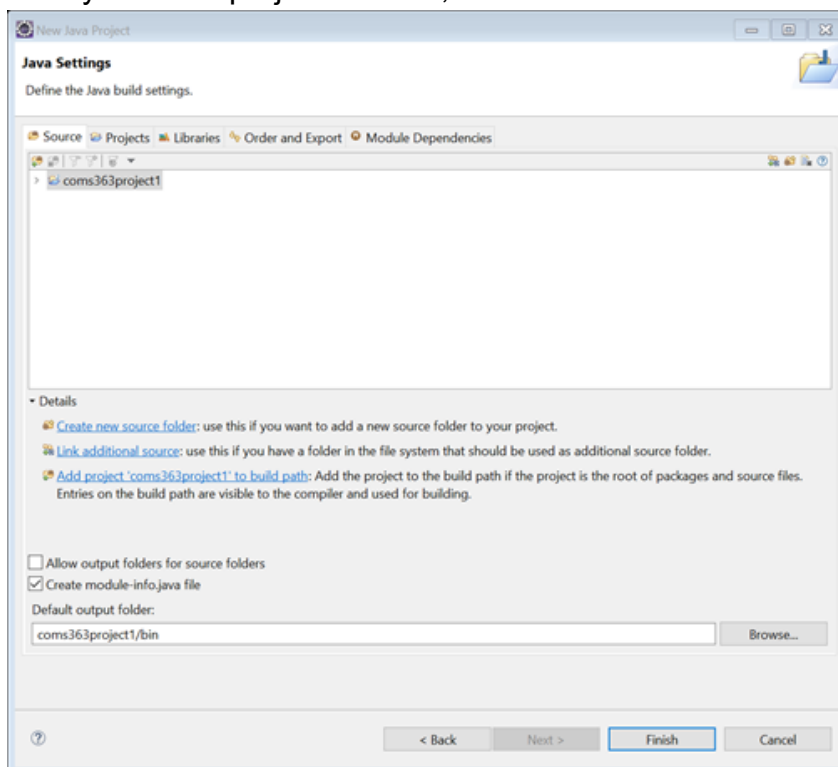 New Java Project
Java Settings
Define the Java build settings.
Source Projects Libraries Order and Export Module Dependencies
coms363project1
Details
Create new source folder: use this if you want to add a new source folder to your project.
Link additional source: use this if you have a folder in the file system that should be used as additional source folder.
Add project 'coms363project1' to build path: Add the project to the build path if the project is the root of packages and source files.
Entries on the build path are visible to the compiler and used for building.
Allow output folders for source folders
Create module-info.java file
Default output folder:
coms363project1/bin
Browse...
< Back Next > Finish Cancel